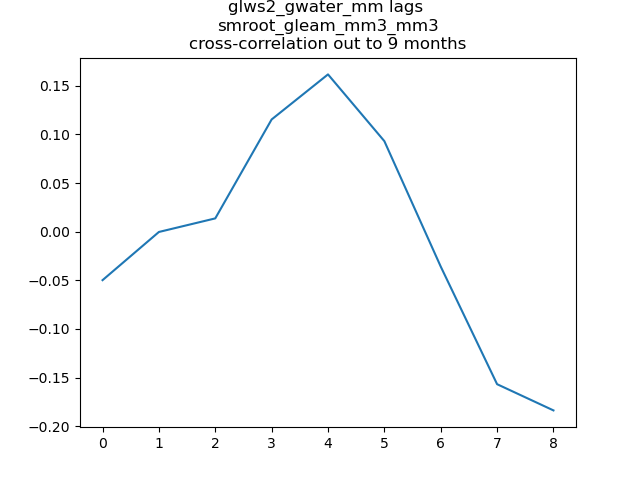 glws2_gwater_mm lags
smroot_gleam_mm3_mm3
cross-correlation out to 9 months
0.15
0.10
0.05
0.00
−0.05
−0.10
−0.15
−0.20
0 1 2 3 4 5 6 7 8